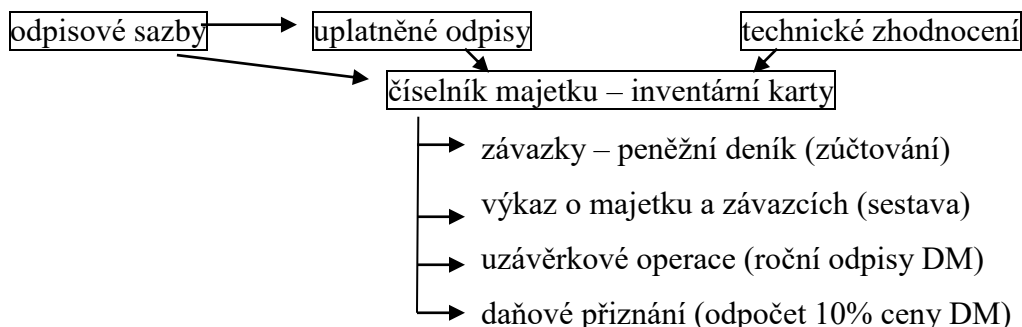 odpisové sazby uplatněné odpisy technické zhodnocení
číselník majetku – inventární karty
závazky – peněžní deník (zúčtování)
výkaz o majetku a závazcích (sestava)
uzávěrkové operace (roční odpisy DM)
daňové přiznání (odpočet 10% ceny DM)